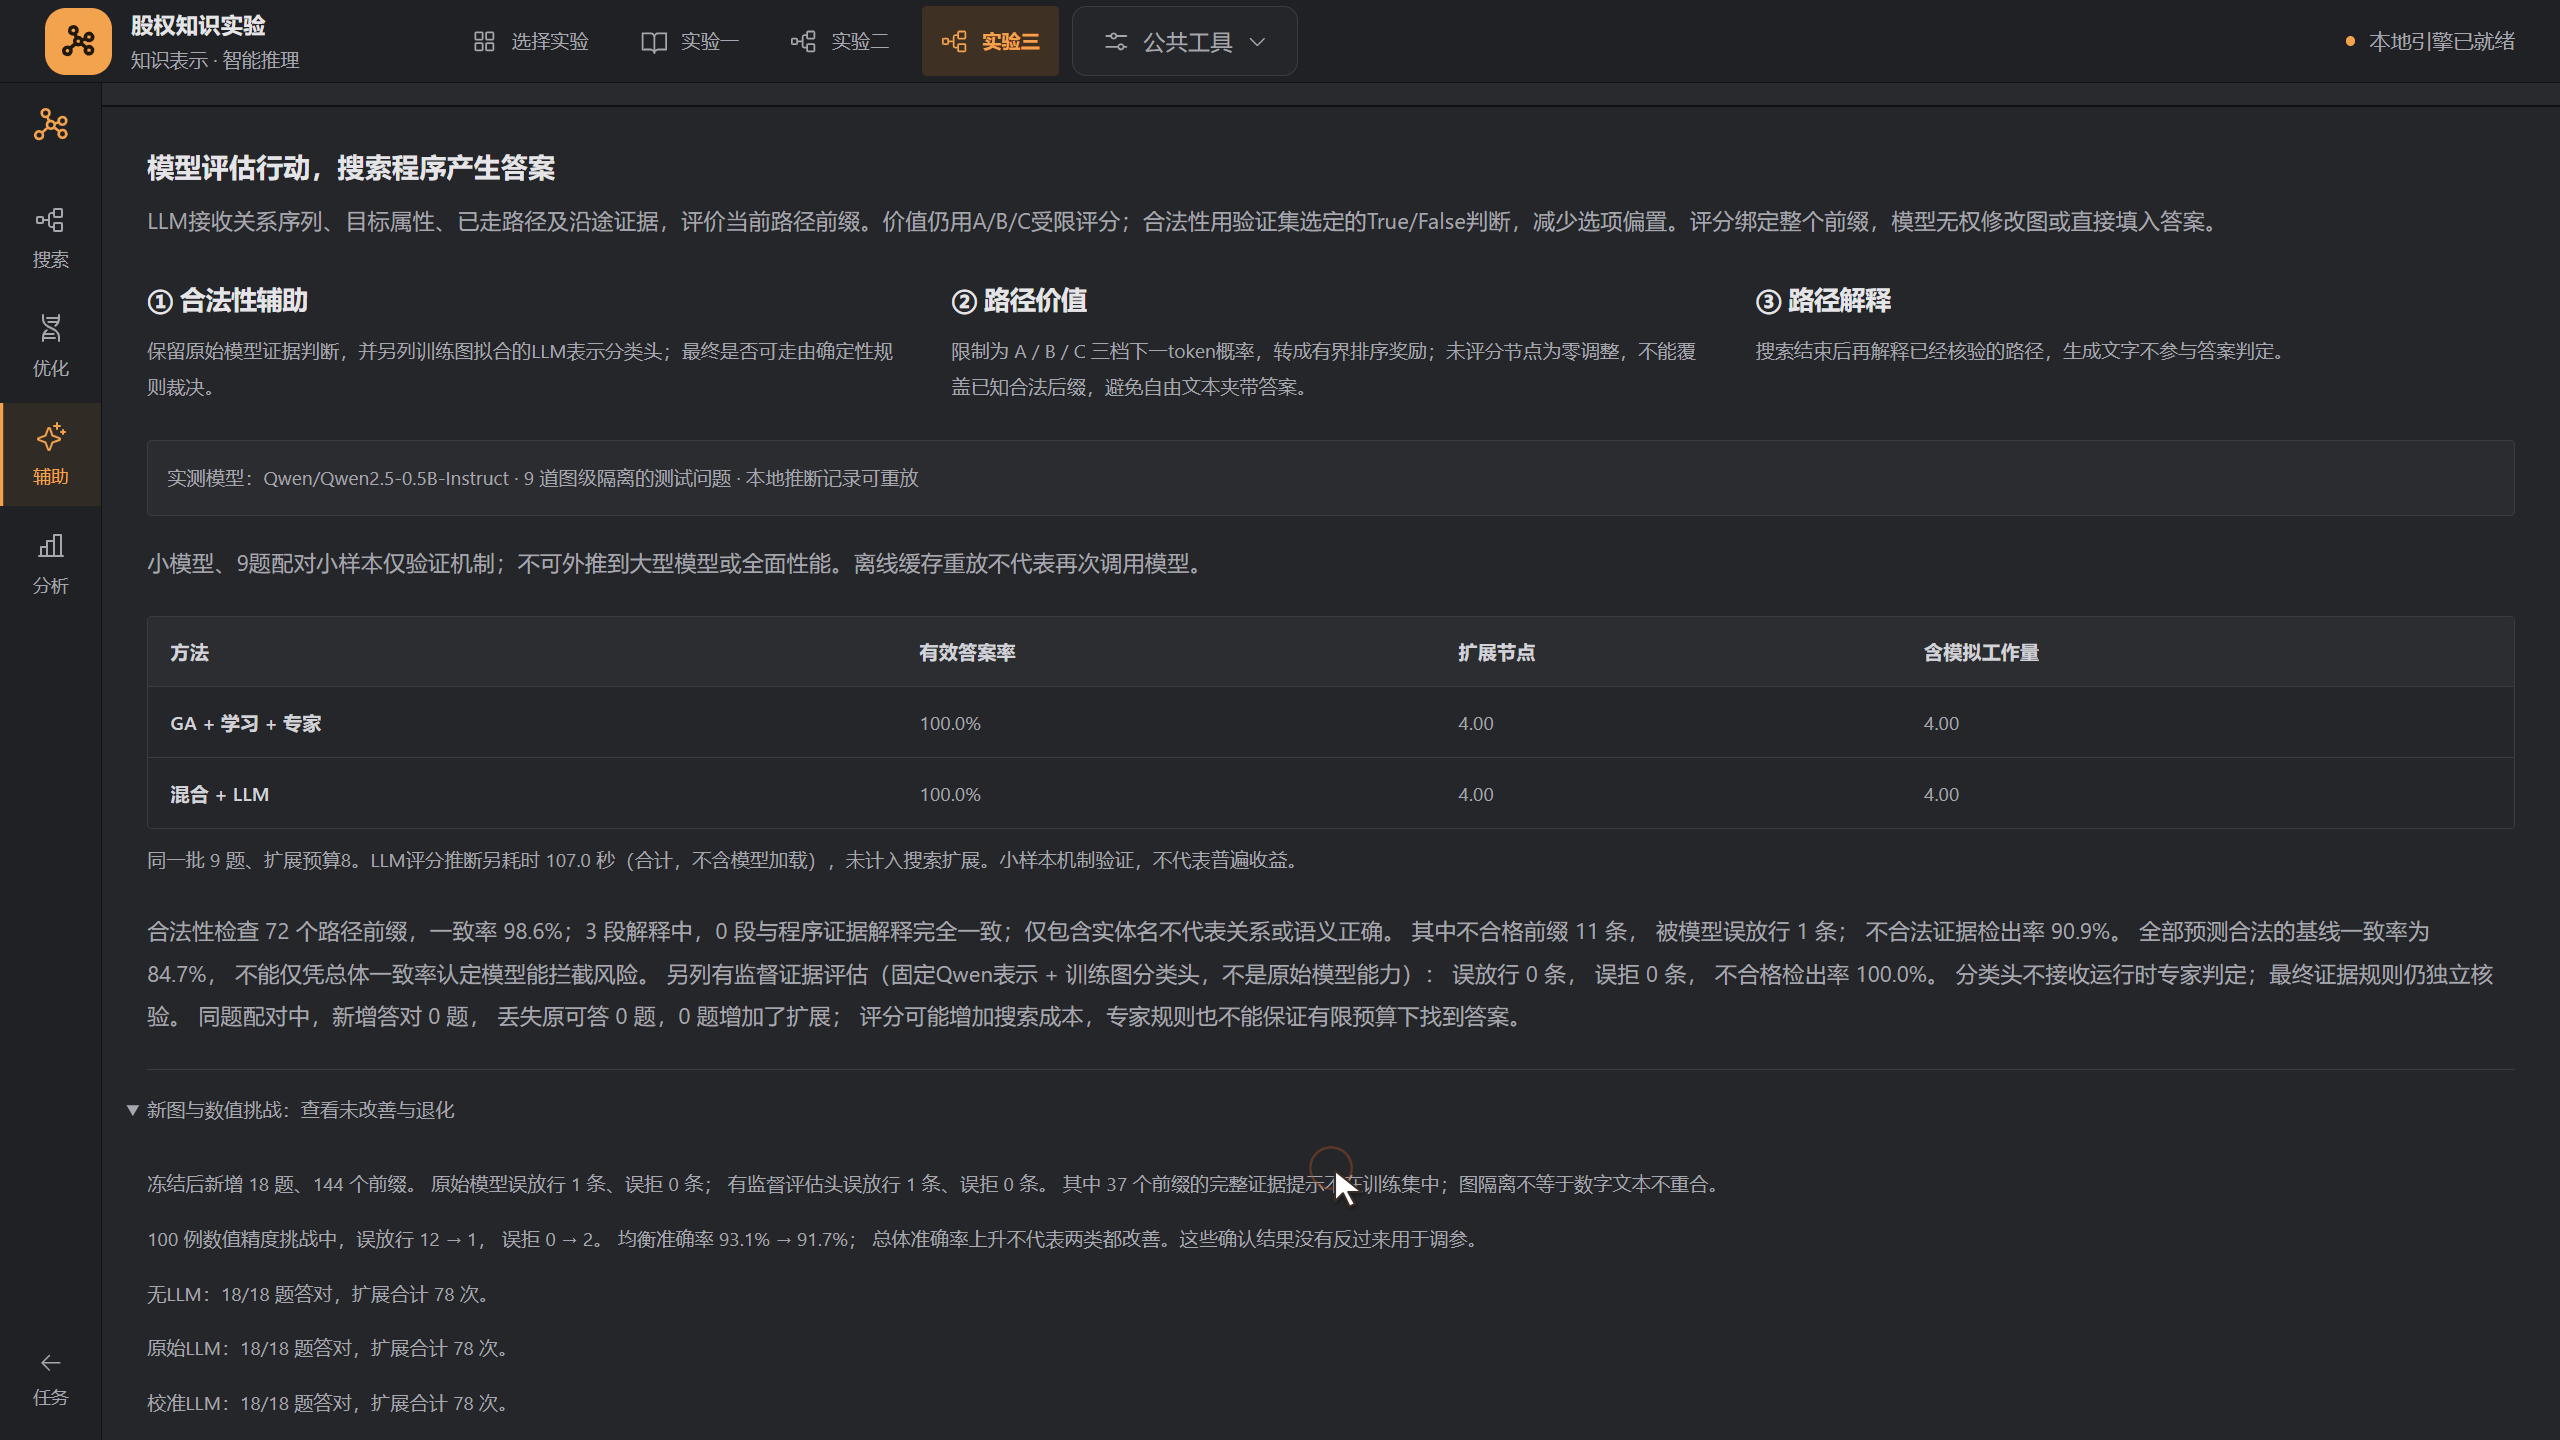 股权知识实验
知识表示 · 智能推理
选择实验
实验一
实验二
实验三
公共工具
本地引擎已就绪
搜索
优化
辅助
分析
任务
模型评估行动，搜索程序产生答案
LLM接收关系序列、目标属性、已走路径及沿途证据，评价当前路径前缀。价值仍用A/B/C受限评分；合法性用验证集选定的True/False判断，减少选项偏置。评分绑定整个前缀，模型无权修改图或直接填入答案。
① 合法性辅助
保留原始模型证据判断，并另列训练图拟合的LLM表示分类头；最终是否可走由确定性规
则裁决。
② 路径价值
限制为 A / B / C 三档下一token概率，转成有界排序奖励；未评分节点为零调整，不能覆
盖已知合法后缀，避免自由文本夹带答案。
③ 路径解释
搜索结束后再解释已经核验的路径，生成文字不参与答案判定。
实测模型：Qwen/Qwen2.5-0.5B-Instruct · 9 道图级隔离的测试问题 · 本地推断记录可重放
小模型、9题配对小样本仅验证机制；不可外推到大型模型或全面性能。离线缓存重放不代表再次调用模型。
方法 有效答案率 扩展节点 含模拟工作量
GA + 学习 + 专家 100.0% 4.00 4.00
混合 + LLM 100.0% 4.00 4.00
同一批 9 题、扩展预算8。LLM评分推断另耗时 107.0 秒（合计，不含模型加载），未计入搜索扩展。小样本机制验证，不代表普遍收益。
合法性检查 72 个路径前缀，一致率 98.6%；3 段解释中，0 段与程序证据解释完全一致；仅包含实体名不代表关系或语义正确。 其中不合格前缀 11 条， 被模型误放行 1 条； 不合法证据检出率 90.9%。 全部预测合法的基线一致率为
84.7%， 不能仅凭总体一致率认定模型能拦截风险。 另列有监督证据评估（固定Qwen表示 + 训练图分类头，不是原始模型能力）： 误放行 0 条， 误拒 0 条， 不合格检出率 100.0%。 分类头不接收运行时专家判定；最终证据规则仍独立核
验。 同题配对中，新增答对 0 题， 丢失原可答 0 题，0 题增加了扩展； 评分可能增加搜索成本，专家规则也不能保证有限预算下找到答案。
▼ 新图与数值挑战：查看未改善与退化
冻结后新增 18 题、144 个前缀。 原始模型误放行 1 条、误拒 0 条； 有监督评估头误放行 1 条、误拒 0 条。 其中 37 个前缀的完整证据提示不在训练集中；图隔离不等于数字文本不重合。
100 例数值精度挑战中，误放行 12 → 1， 误拒 0 → 2。 均衡准确率 93.1% → 91.7%； 总体准确率上升不代表两类都改善。这些确认结果没有反过来用于调参。
无LLM：18/18 题答对，扩展合计 78 次。
原始LLM：18/18 题答对，扩展合计 78 次。
校准LLM：18/18 题答对，扩展合计 78 次。